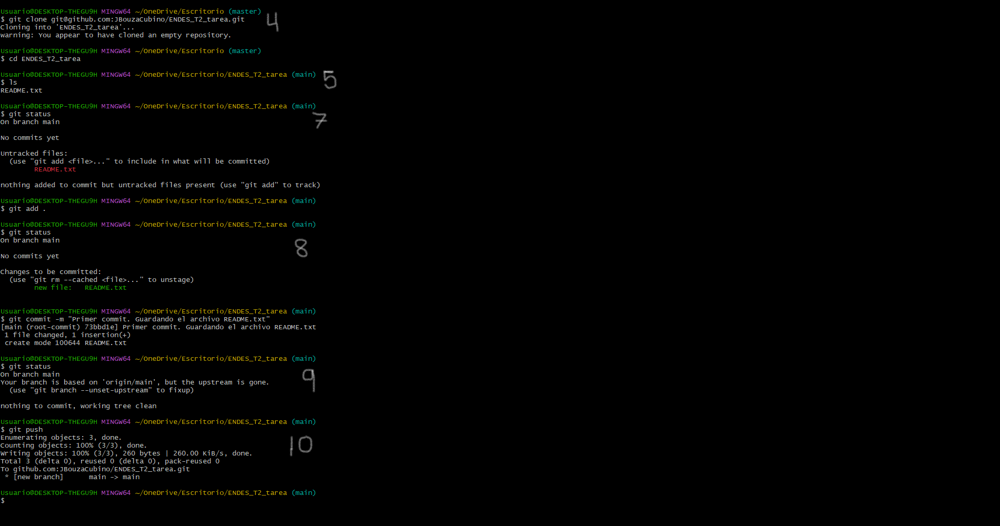 Usuario@DESKTOP-THEGU9H MINGW64 ~/OneDrive/Escritorio (master)
$ git clone git@github.com:JBouzaCubino/ENDES_T2_tarea.git
4
Cloning into 'ENDES_T2_tarea'...
warning: You appear to have cloned an empty repository.
Usuario@DESKTOP-THEGU9H MINGW64 ~/OneDrive/Escritorio (master)
$ cd ENDES_T2_tarea
Usuario@DESKTOP-THEGU9H MINGW64 ~/OneDrive/Escritorio/ENDES_T2_tarea (main)
5
$ ls
README.txt
Usuario@DESKTOP-THEGU9H MINGW64 ~/OneDrive/Escritorio/ENDES_T2_tarea (main)
$ git status
7
On branch main
No commits yet
Untracked files:
  (use "git add <file>..." to include in what will be committed)
        README.txt
nothing added to commit but untracked files present (use "git add" to track)
Usuario@DESKTOP-THEGU9H MINGW64 ~/OneDrive/Escritorio/ENDES_T2_tarea (main)
$ git add .
Usuario@DESKTOP-THEGU9H MINGW64 ~/OneDrive/Escritorio/ENDES_T2_tarea (main)
$ git status
On branch main
8
No commits yet
Changes to be committed:
  (use "git rm --cached <file>..." to unstage)
        new file:   README.txt
Usuario@DESKTOP-THEGU9H MINGW64 ~/OneDrive/Escritorio/ENDES_T2_tarea (main)
$ git commit -m "Primer commit. Guardando el archivo README.txt"
[main (root-commit) 73bbd1e] Primer commit. Guardando el archivo README.txt
 1 file changed, 1 insertion(+)
 create mode 100644 README.txt
Usuario@DESKTOP-THEGU9H MINGW64 ~/OneDrive/Escritorio/ENDES_T2_tarea (main)
$ git status
On branch main
Your branch is based on 'origin/main', but the upstream is gone.
9
  (use "git branch --unset-upstream" to fixup)
nothing to commit, working tree clean
Usuario@DESKTOP-THEGU9H MINGW64 ~/OneDrive/Escritorio/ENDES_T2_tarea (main)
$ git push
Enumerating objects: 3, done.
Counting objects: 100% (3/3), done.
10
Writing objects: 100% (3/3), 260 bytes | 260.00 KiB/s, done.
Total 3 (delta 0), reused 0 (delta 0), pack-reused 0
To github.com:JBouzaCubino/ENDES_T2_tarea.git
 * [new branch]      main -> main
Usuario@DESKTOP-THEGU9H MINGW64 ~/OneDrive/Escritorio/ENDES_T2_tarea (main)
$